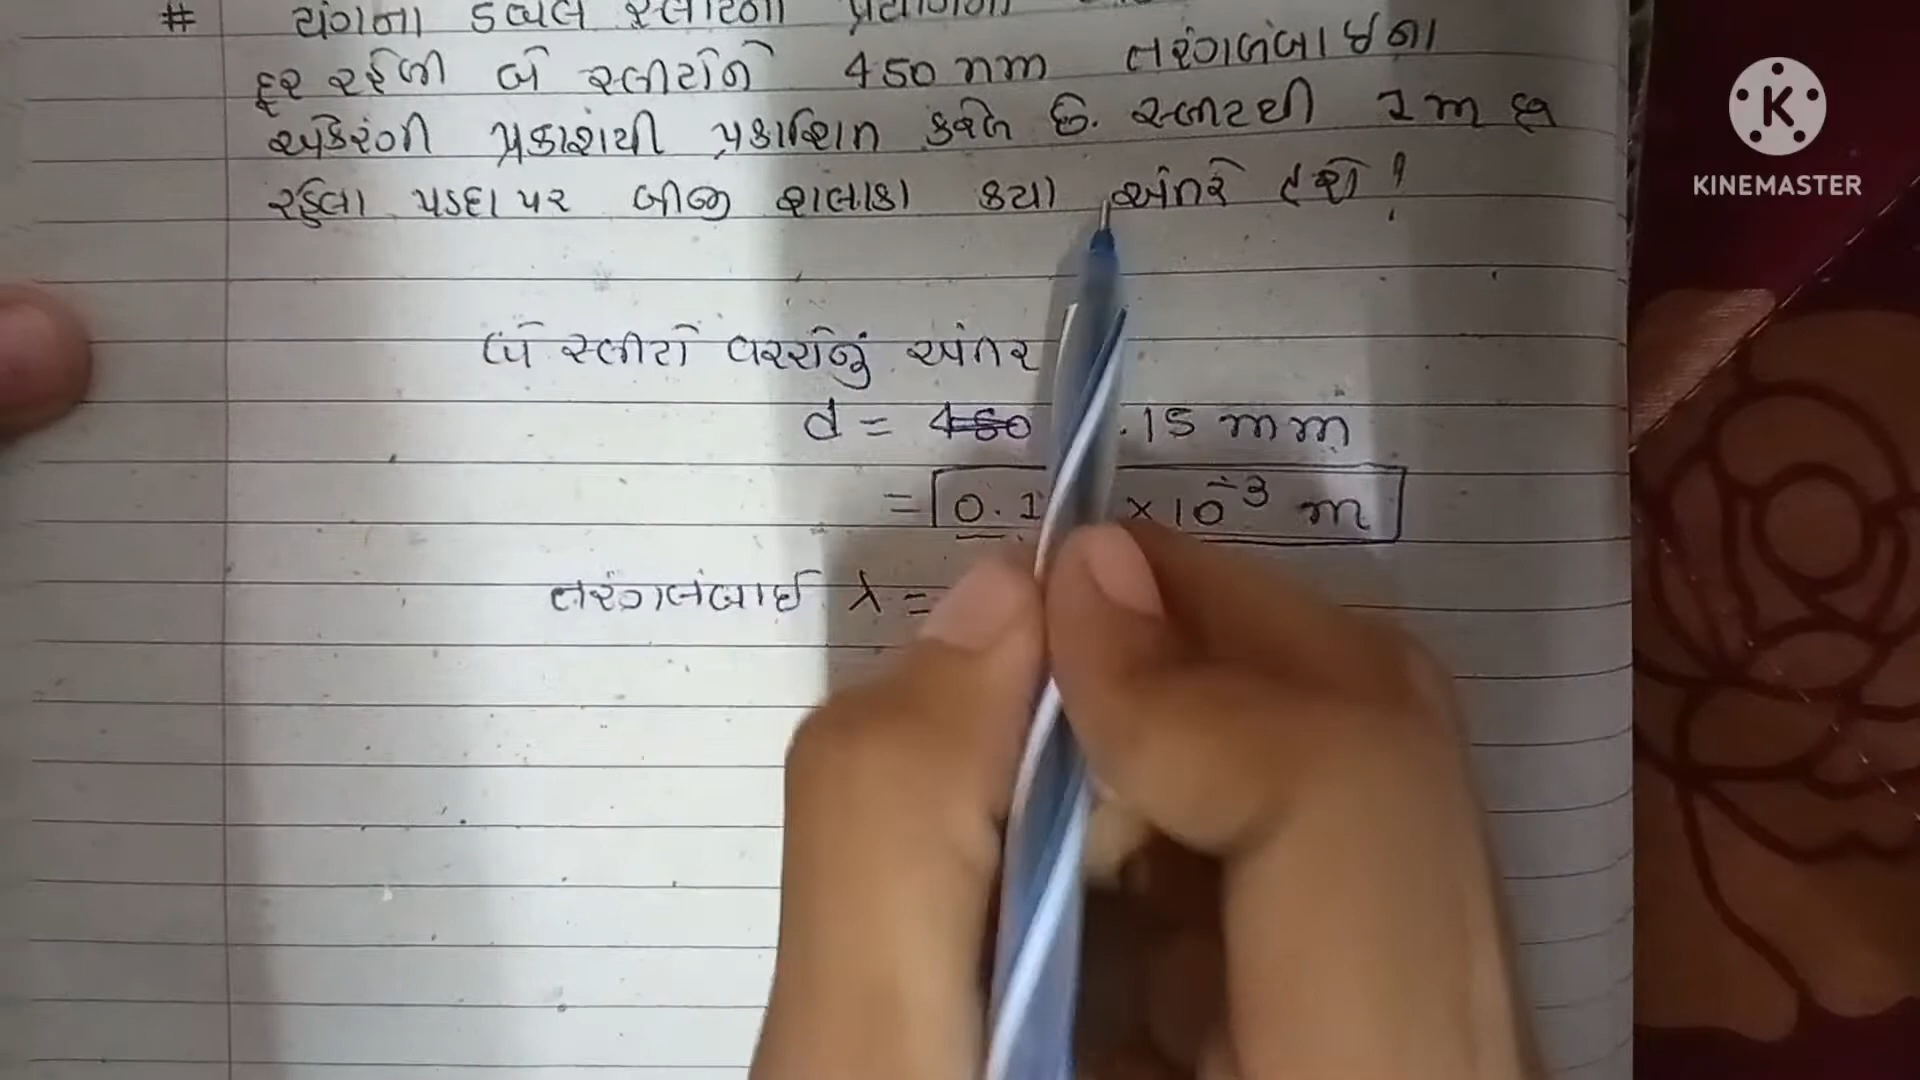 # યંગના ડબલ સ્લીટના
દૂર રહેલી બે સ્લીટોને 450 nm તરંગલંબાઈના
એકરંગી પ્રકાશથી પ્રકાશિત કરેલ છે. સ્લીટથી 2 m દૂર
રહેલા પડદા પર બીજી શલાકા કયા અંતરે હશે?
બે સ્લીટો વચ્ચેનું અંતર
d = 450 .15 mm
= 0.1 × 10⁻³ m
તરંગલંબાઈ λ =
K
KINEMASTER